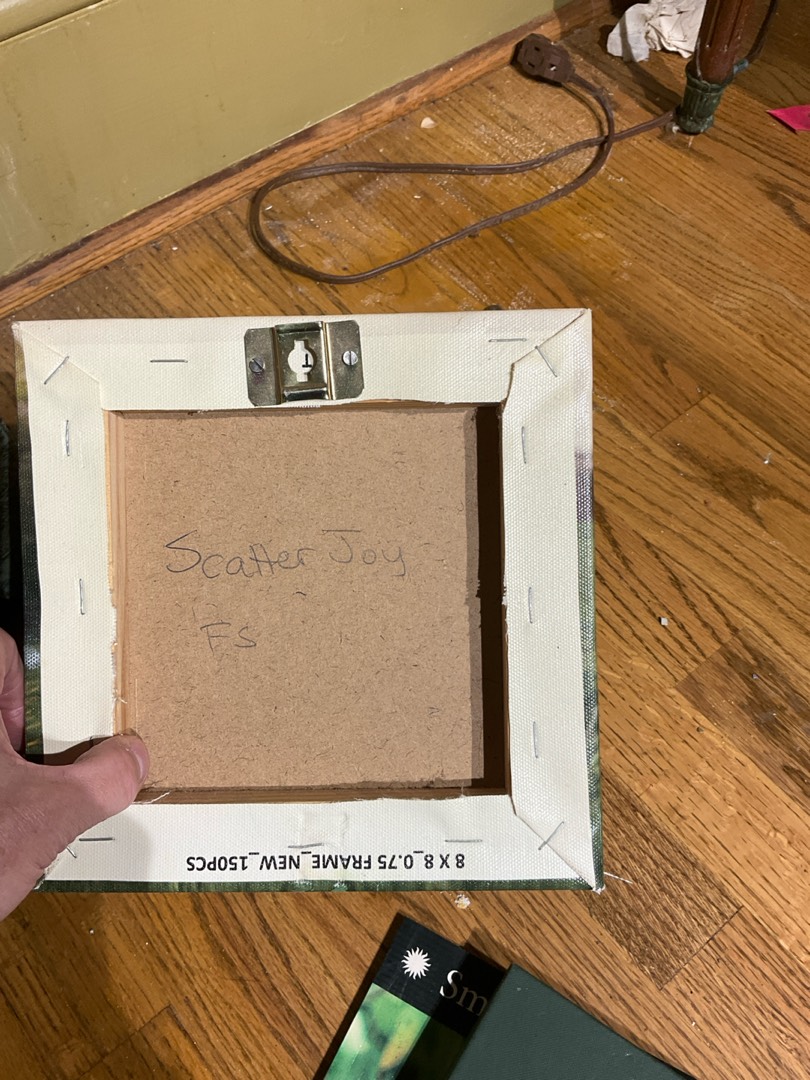 Scatter Joy
FS
8 X 8_0.75 FRAME_NEW_150PCS
Sm